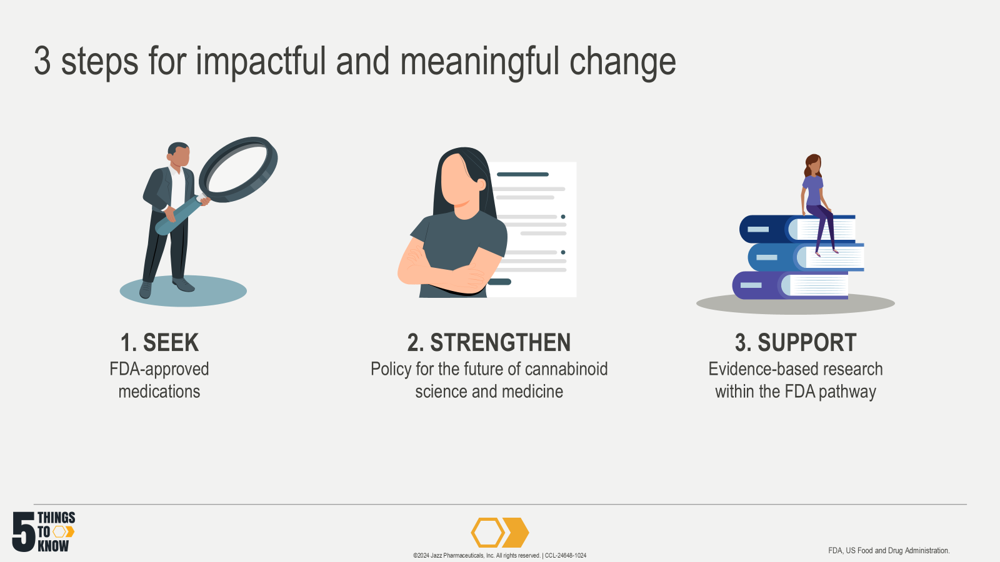 3 steps for impactful and meaningful change
1. SEEK
FDA-approved
medications
2. STRENGTHEN
Policy for the future of cannabinoid
science and medicine
3. SUPPORT
Evidence-based research
within the FDA pathway
5 THINGS
TO
KNOW
©2024 Jazz Pharmaceuticals, Inc. All rights reserved. | CCL-24648-1024
FDA, US Food and Drug Administration.